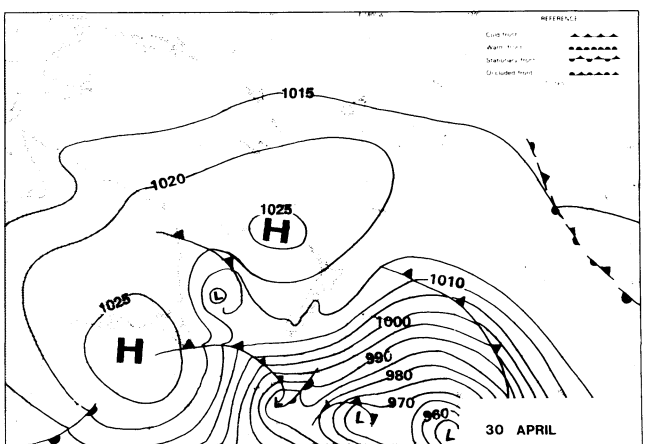 REFERENCE
Cold front
Warm front
Stationary front
Occluded front
1015
1020
1025
H
1025
H
L
1010
1000
990
980
970
960
L
L
L
30 APRIL